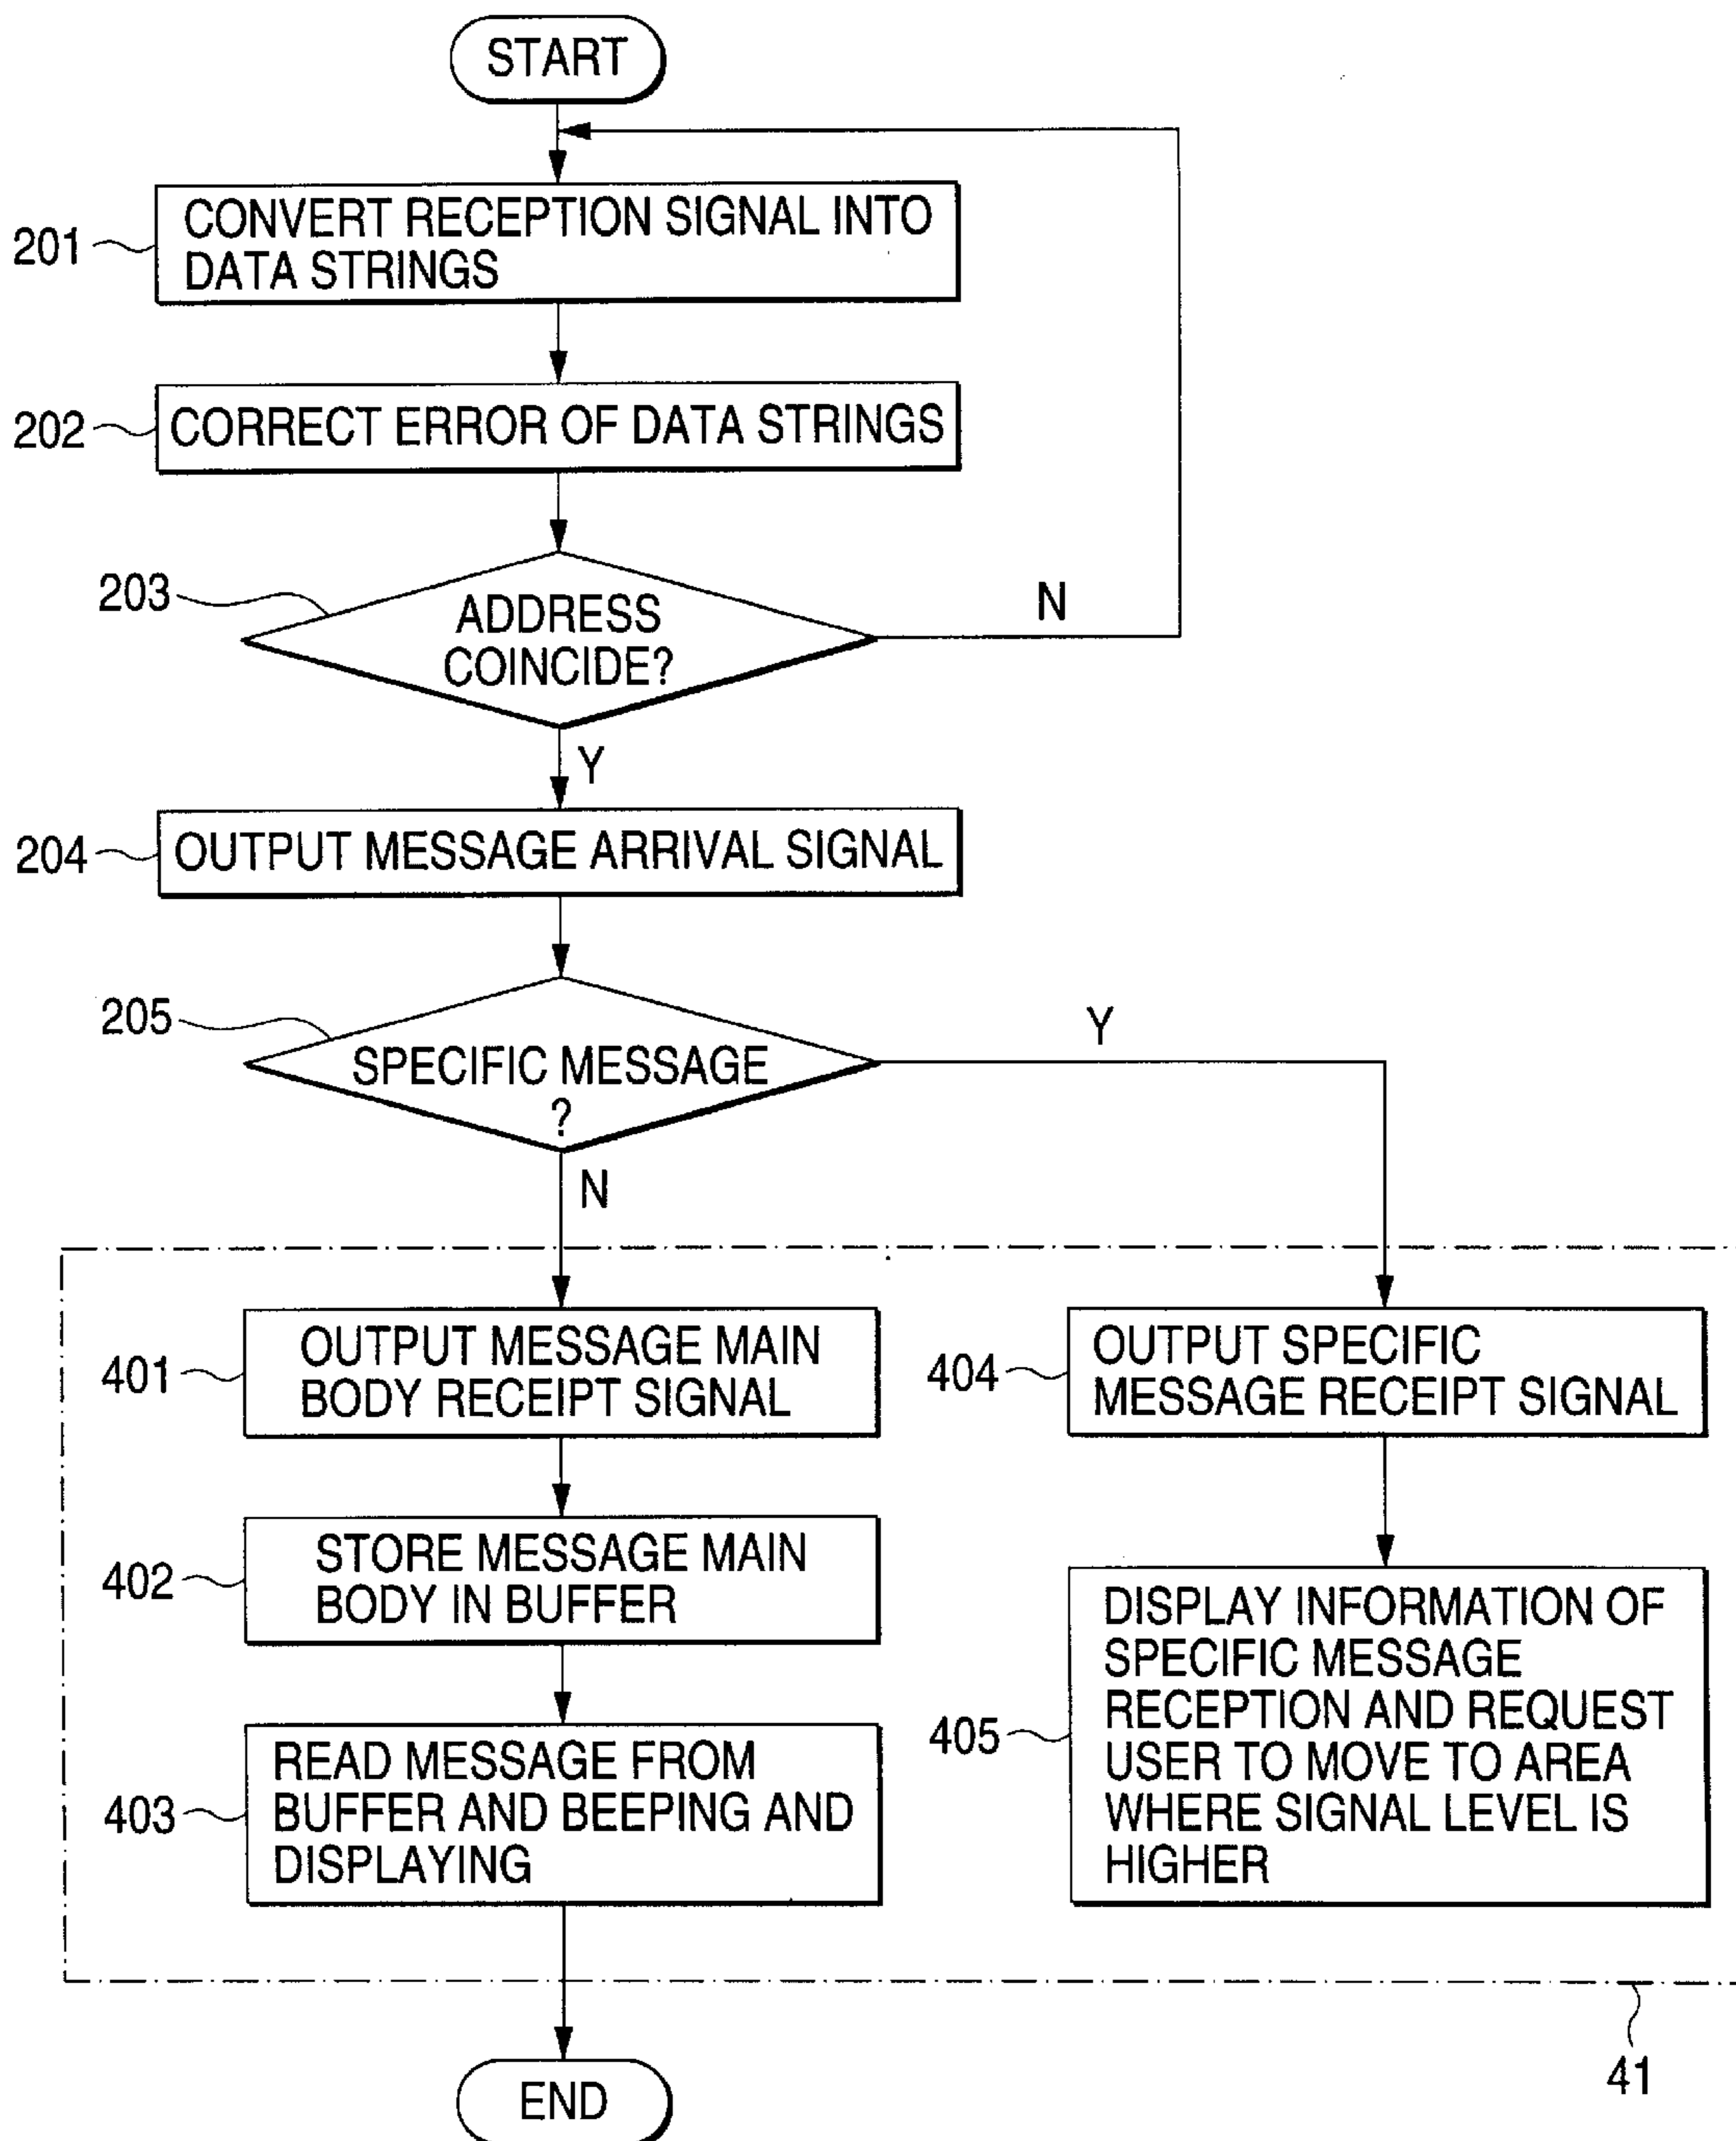 START
201
CONVERT RECEPTION SIGNAL INTO
DATA STRINGS
202
CORRECT ERROR OF DATA STRINGS
203
ADDRESS
COINCIDE?
N
Y
204
OUTPUT MESSAGE ARRIVAL SIGNAL
205
SPECIFIC MESSAGE
?
Y
N
401
OUTPUT MESSAGE MAIN
BODY RECEIPT SIGNAL
404
OUTPUT SPECIFIC
MESSAGE RECEIPT SIGNAL
402
STORE MESSAGE MAIN
BODY IN BUFFER
403
READ MESSAGE FROM
BUFFER AND BEEPING AND
DISPLAYING
405
DISPLAY INFORMATION OF
SPECIFIC MESSAGE
RECEPTION AND REQUEST
USER TO MOVE TO AREA
WHERE SIGNAL LEVEL IS
HIGHER
41
END